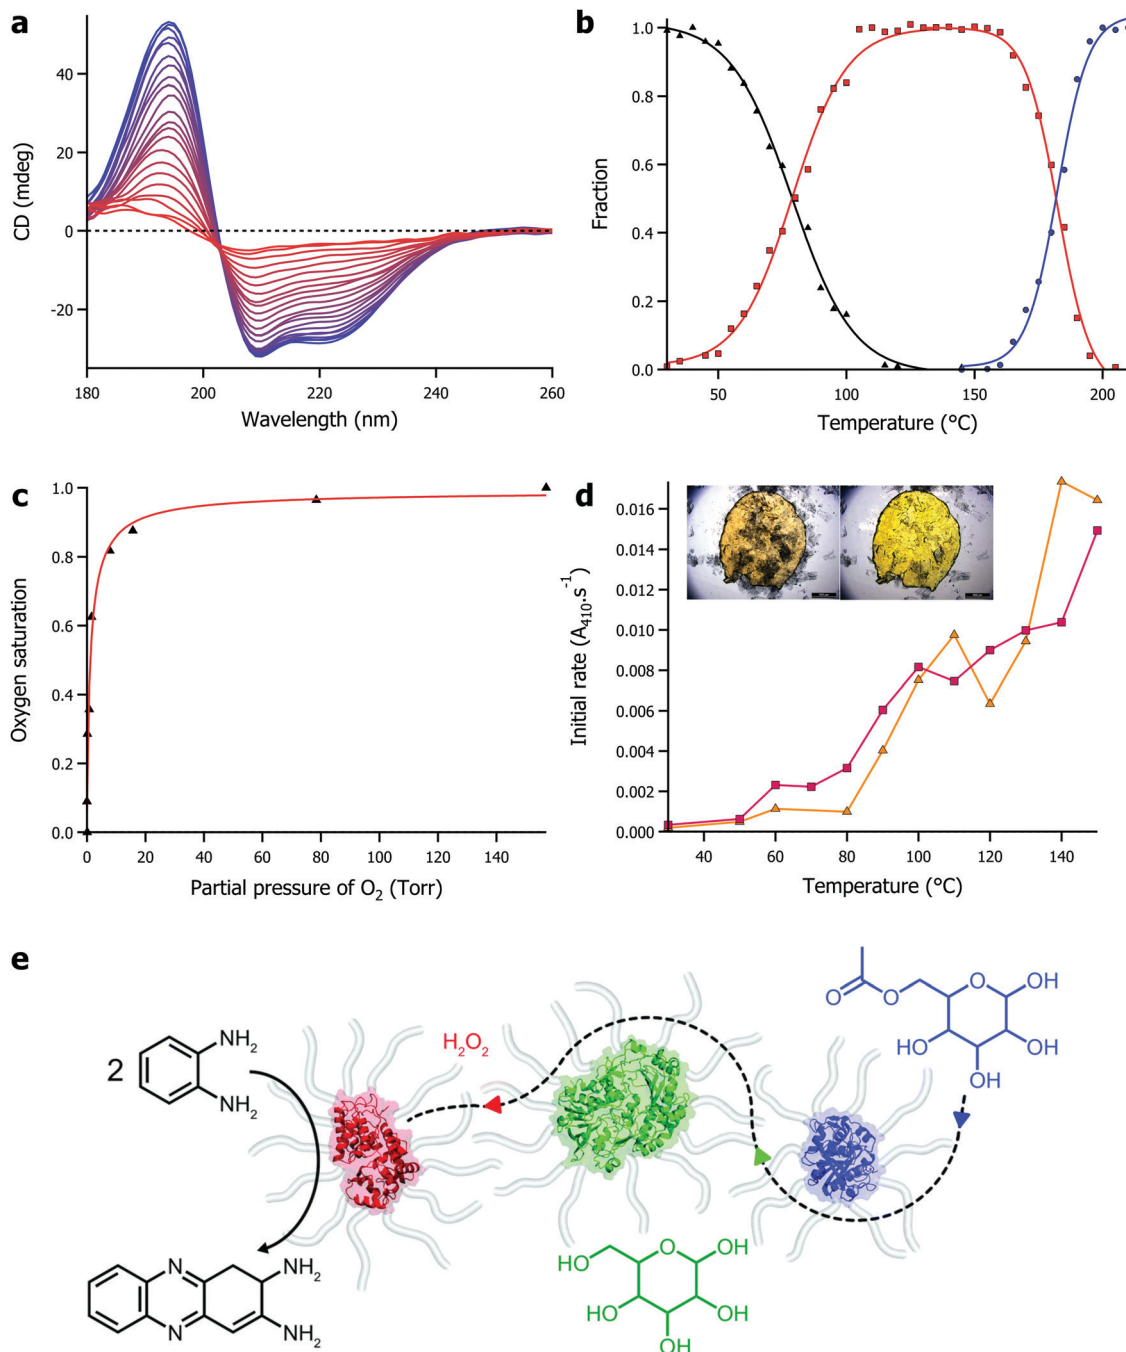 a
40
20
0
-20
CD (mdeg)
180
200
220
240
260
Wavelength (nm)
b
1.0
0.8
0.6
0.4
0.2
0.0
Fraction
50
100
150
200
Temperature (°C)
c
1.0
0.8
0.6
0.4
0.2
0.0
Oxygen saturation
0
20
40
60
80
100
120
140
Partial pressure of O2 (Torr)
d
0.016
0.014
0.012
0.010
0.008
0.006
0.004
0.002
0.000
Initial rate (A410.s-1)
40
60
80
100
120
140
Temperature (°C)
e
2
NH2
NH2
H2O2
O
O
O
OH
HO
OH
OH
N
N
NH2
NH2
HO
O
OH
HO
OH
OH